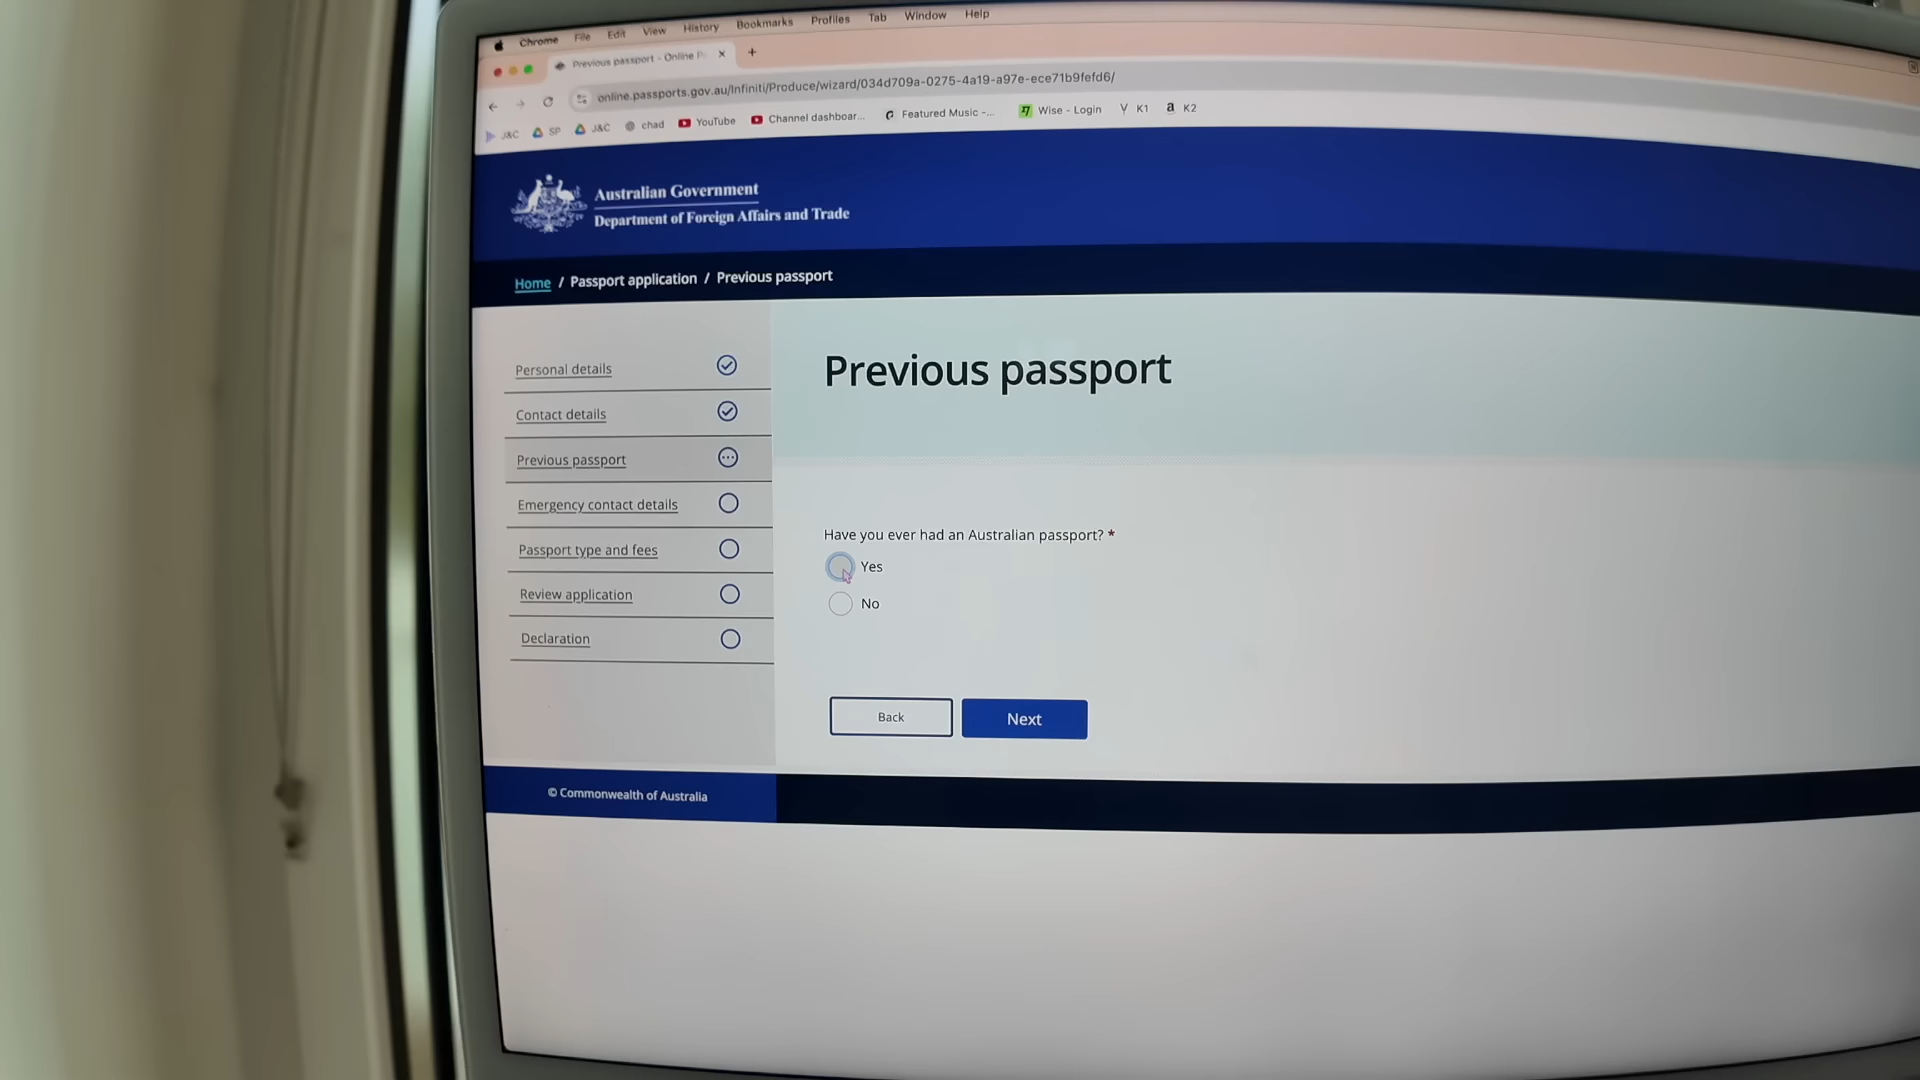 Chrome File Edit View History Bookmarks Profiles Tab Window Help
Previous passport - Online P
online.passports.gov.au/Infiniti/Produce/wizard/034d709a-0275-4a19-a97e-ece71b9fefd6/
J&C SP J&C chad YouTube Channel dashboar... Featured Music -... Wise - Login K1 K2
Australian Government
Department of Foreign Affairs and Trade
Home / Passport application / Previous passport
Personal details
Contact details
Previous passport
Emergency contact details
Passport type and fees
Review application
Declaration
Previous passport
Have you ever had an Australian passport? *
Yes
No
Back
Next
© Commonwealth of Australia